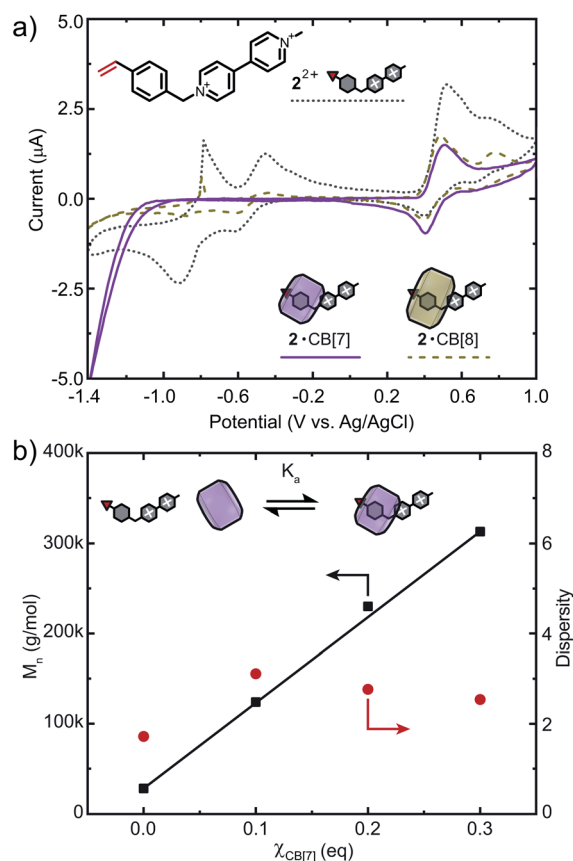 a)
5.0
2.5
0.0
-2.5
-5.0
Current (μA)
N⁺
N⁺
2²⁺
2•CB[7]
2•CB[8]
-1.4 -1.0 -0.6 -0.2 0.2 0.6 1.0
Potential (V vs. Ag/AgCl)
b)
400k
300k
200k
100k
0
Mₙ (g/mol)
Kₐ
8
6
4
2
0
Dispersity
0.0 0.1 0.2 0.3
χCB[7] (eq)